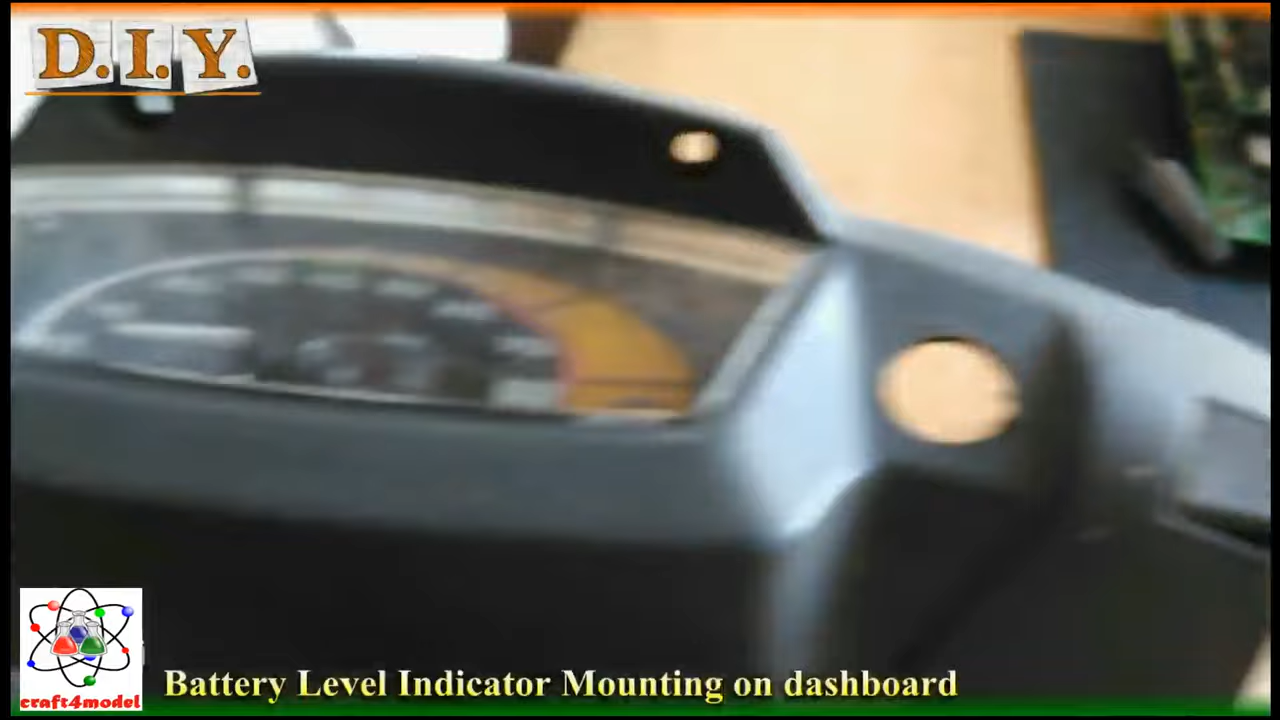 D.I.Y.
craft4model
Battery Level Indicator Mounting on dashboard